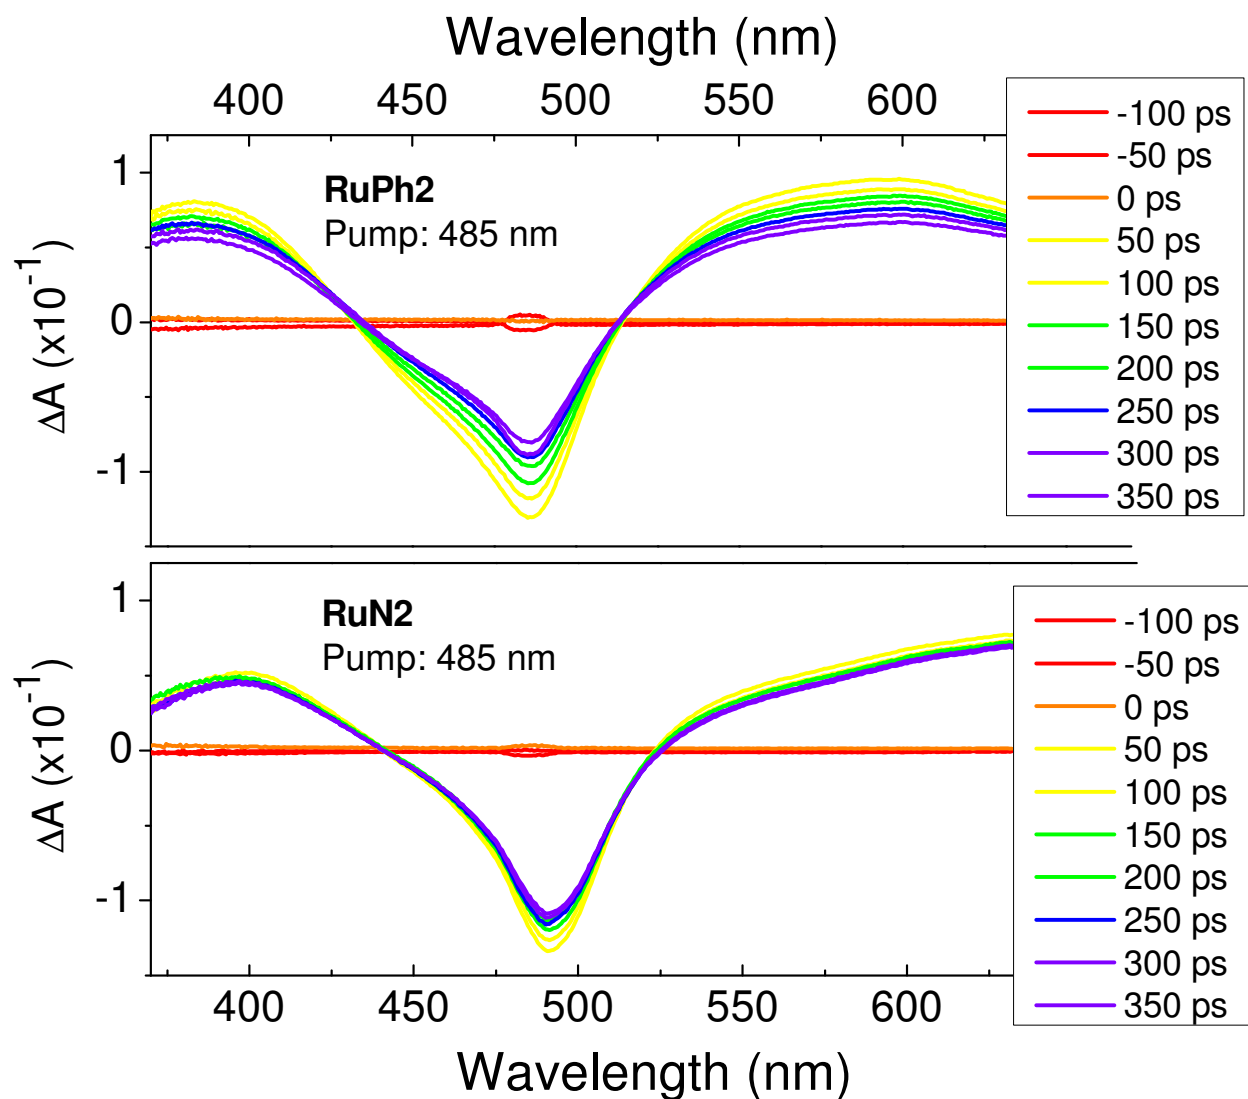 Wavelength (nm)
400 450 500 550 600
RuPh2
Pump: 485 nm
1
0
-1
ΔA (x10⁻¹)
-100 ps
-50 ps
0 ps
50 ps
100 ps
150 ps
200 ps
250 ps
300 ps
350 ps
RuN2
Pump: 485 nm
1
0
-1
ΔA (x10⁻¹)
-100 ps
-50 ps
0 ps
50 ps
100 ps
150 ps
200 ps
250 ps
300 ps
350 ps
400 450 500 550 600
Wavelength (nm)